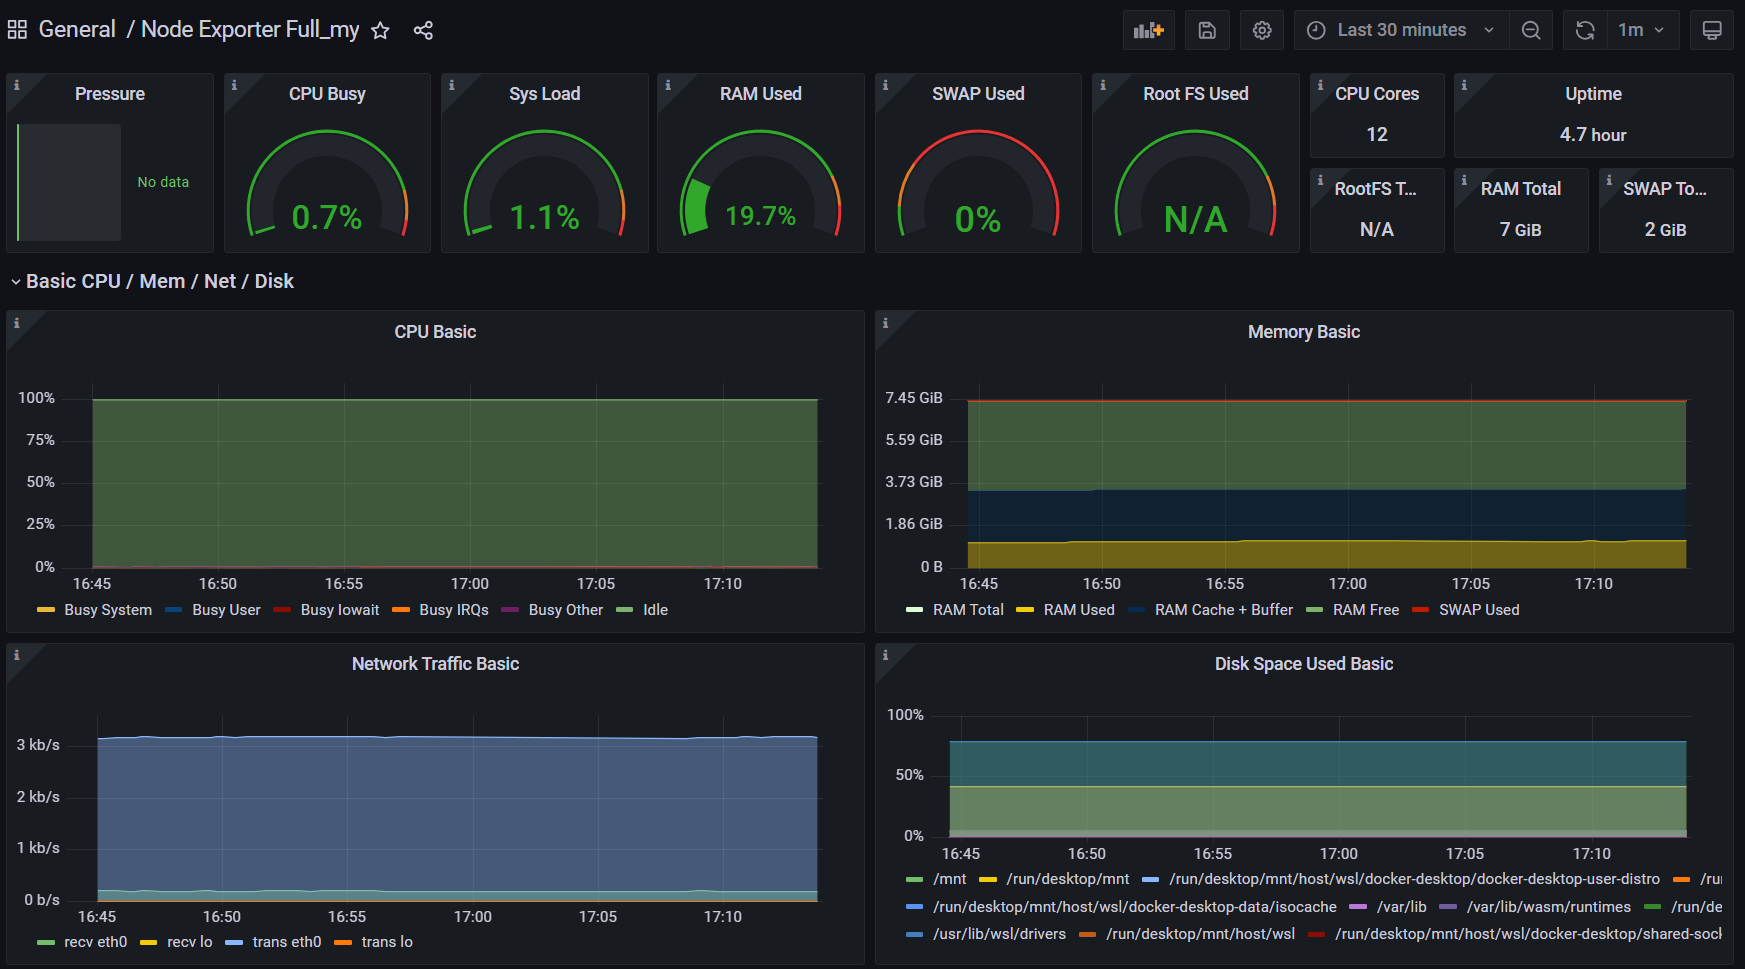 General / Node Exporter Full_my
Last 30 minutes
1m
Pressure
No data
CPU Busy
0.7%
Sys Load
1.1%
RAM Used
19.7%
SWAP Used
0%
Root FS Used
N/A
CPU Cores
12
Uptime
4.7 hour
RootFS T...
N/A
RAM Total
7 GiB
SWAP To...
2 GiB
Basic CPU / Mem / Net / Disk
CPU Basic
100%
75%
50%
25%
0%
16:45 16:50 16:55 17:00 17:05 17:10
Busy System Busy User Busy Iowait Busy IRQs Busy Other Idle
Memory Basic
7.45 GiB
5.59 GiB
3.73 GiB
1.86 GiB
0 B
16:45 16:50 16:55 17:00 17:05 17:10
RAM Total RAM Used RAM Cache + Buffer RAM Free SWAP Used
Network Traffic Basic
3 kb/s
2 kb/s
1 kb/s
0 b/s
16:45 16:50 16:55 17:00 17:05 17:10
recv eth0 recv lo trans eth0 trans lo
Disk Space Used Basic
100%
50%
0%
16:45 16:50 16:55 17:00 17:05 17:10
/mnt /run/desktop/mnt /run/desktop/mnt/host/wsl/docker-desktop/docker-desktop-user-distro /ru
/run/desktop/mnt/host/wsl/docker-desktop-data/isocache /var/lib /var/lib/wasm/runtimes /run/de
/usr/lib/wsl/drivers /run/desktop/mnt/host/wsl /run/desktop/mnt/host/wsl/docker-desktop/shared-soc